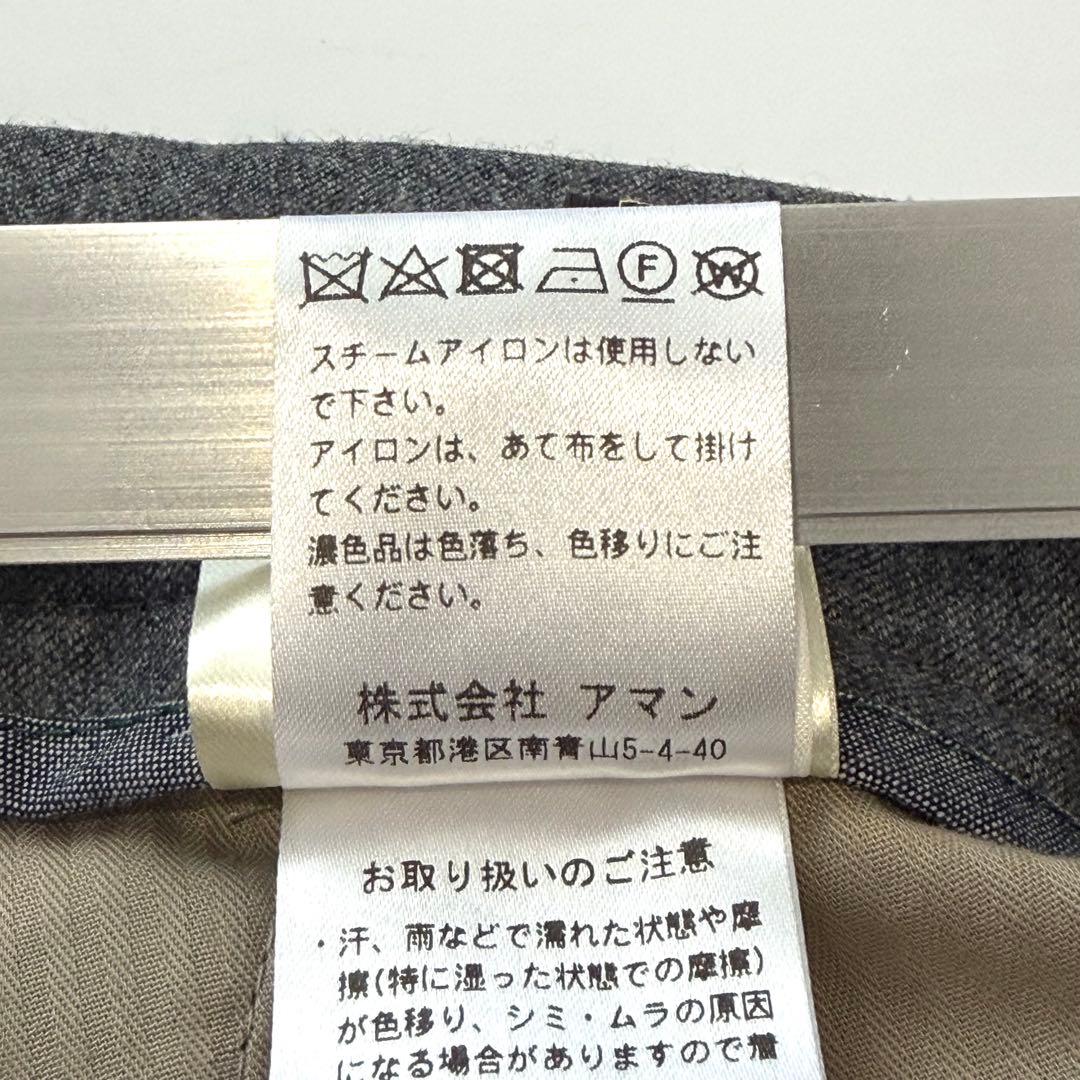 F W
スチームアイロンは使用しない
で下さい。
アイロンは、あて布をして掛け
てください。
濃色品は色落ち、色移りにご注
意ください。
株式会社 アマン
東京都港区南青山5-4-40
お取り扱いのご注意
・汗、雨などで濡れた状態や摩
擦(特に湿った状態での摩擦)
が色移り、シミ・ムラの原因
になる場合がありますので